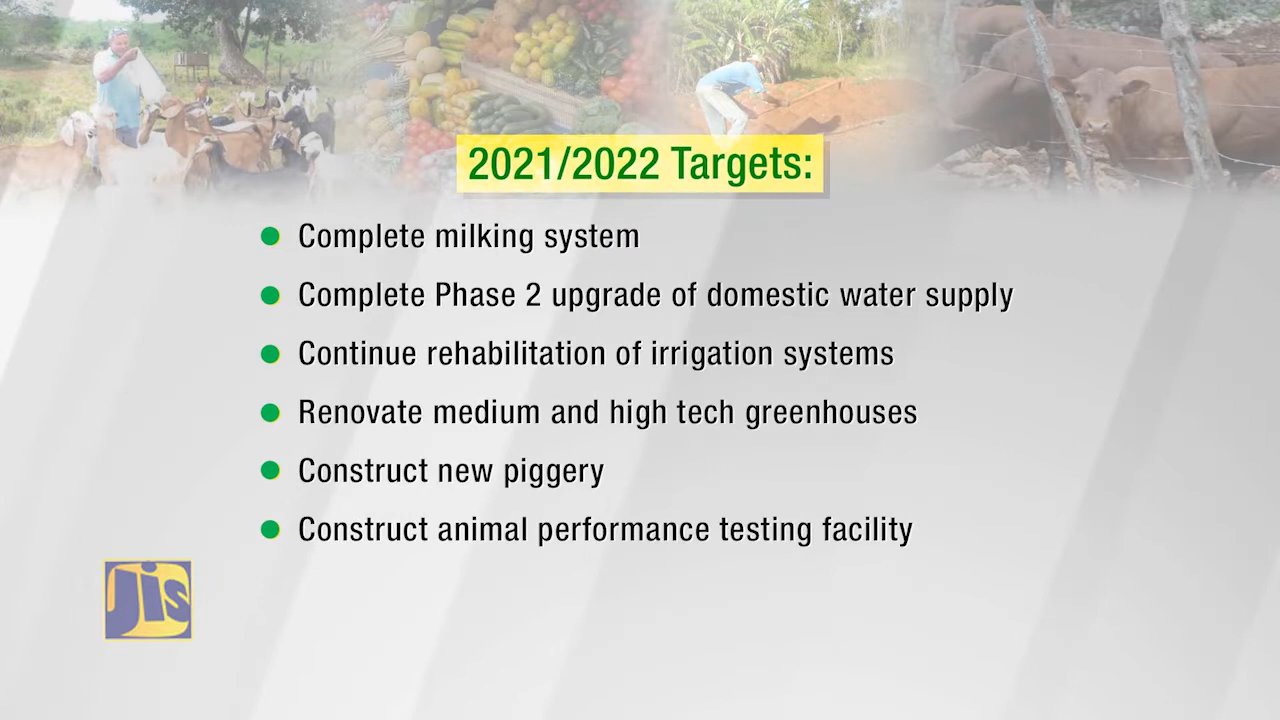 2021/2022 Targets:
Complete milking system
Complete Phase 2 upgrade of domestic water supply
Continue rehabilitation of irrigation systems
Renovate medium and high tech greenhouses
Construct new piggery
Construct animal performance testing facility
JIS